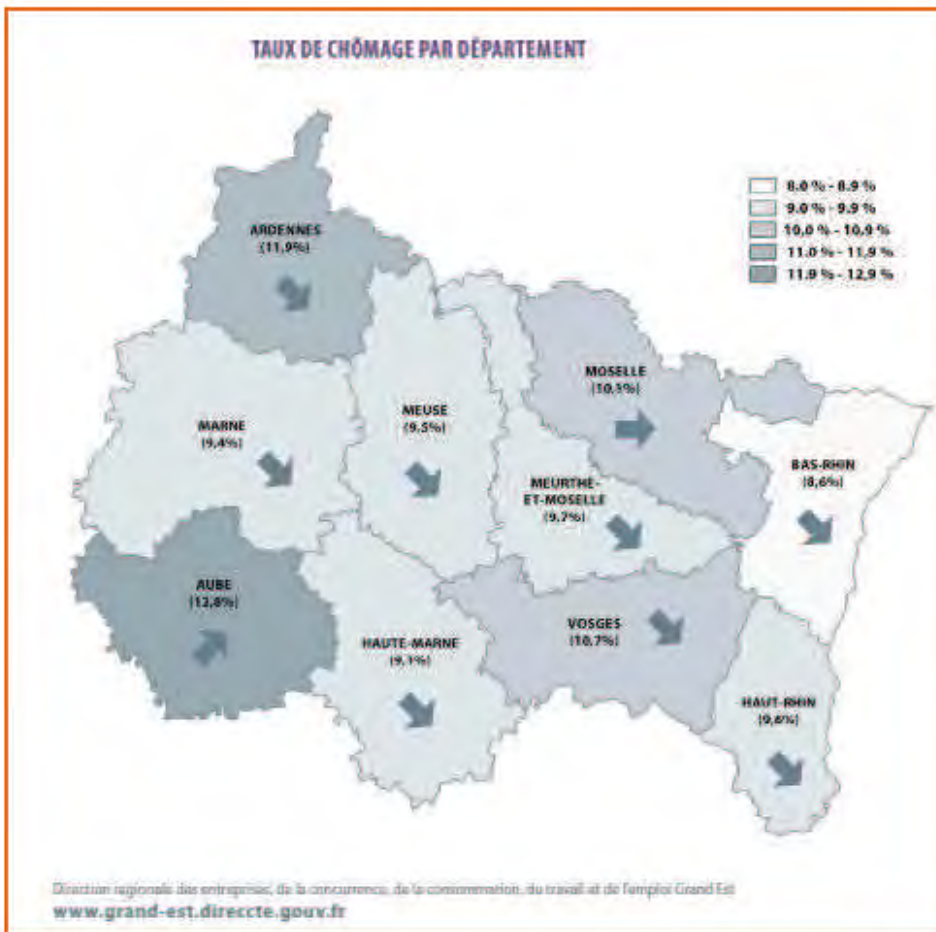 TAUX DE CHÔMAGE PAR DÉPARTEMENT
8.0 % - 8.9 %
9.0 % - 9.9 %
10,0 % - 10,9 %
11.0 % - 11,9 %
11.9 % - 12,9 %
ARDENNES
(11,9%)
MOSELLE
(10,1%)
MEUSE
(9,5%)
MARNE
(9,4%)
BAS-RHIN
(8,6%)
MEURTHE-
ET-MOSELLE
(9,7%)
AUBE
(12,8%)
VOSGES
(10,7%)
HAUTE-MARNE
(9,1%)
HAUT-RHIN
(9,6%)
Direction régionale des entreprises, de la concurrence, de la consommation, du travail et de l'emploi Grand Est
www.grand-est.direccte.gouv.fr